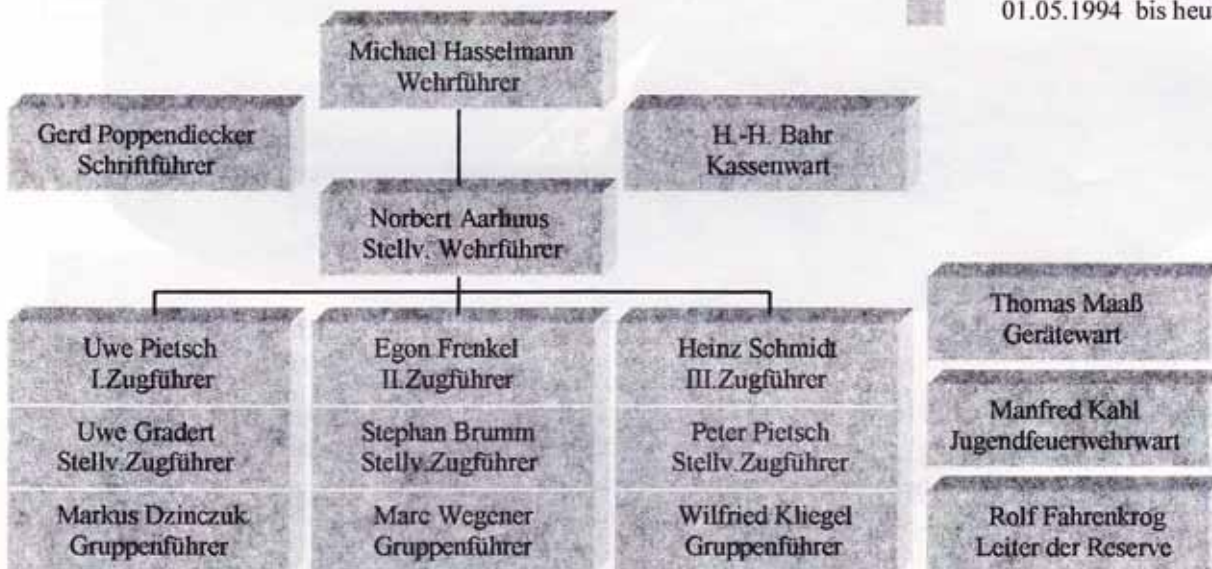 01.05.1994 bis heu
Michael Hasselmann
Wehrführer
Gerd Poppendiecker
Schriftführer
H.-H. Bahr
Kassenwart
Norbert Aarhuus
Stellv. Wehrführer
Uwe Pietsch
I.Zugführer
Uwe Gradert
Stellv.Zugführer
Markus Dzinczuk
Gruppenführer
Egon Frenkel
II.Zugführer
Stephan Brumm
Stellv.Zugführer
Marc Wegener
Gruppenführer
Heinz Schmidt
III.Zugführer
Peter Pietsch
Stellv.Zugführer
Wilfried Kliegel
Gruppenführer
Thomas Maaß
Gerätewart
Manfred Kahl
Jugendfeuerwehrwart
Rolf Fahrenkrog
Leiter der Reserve